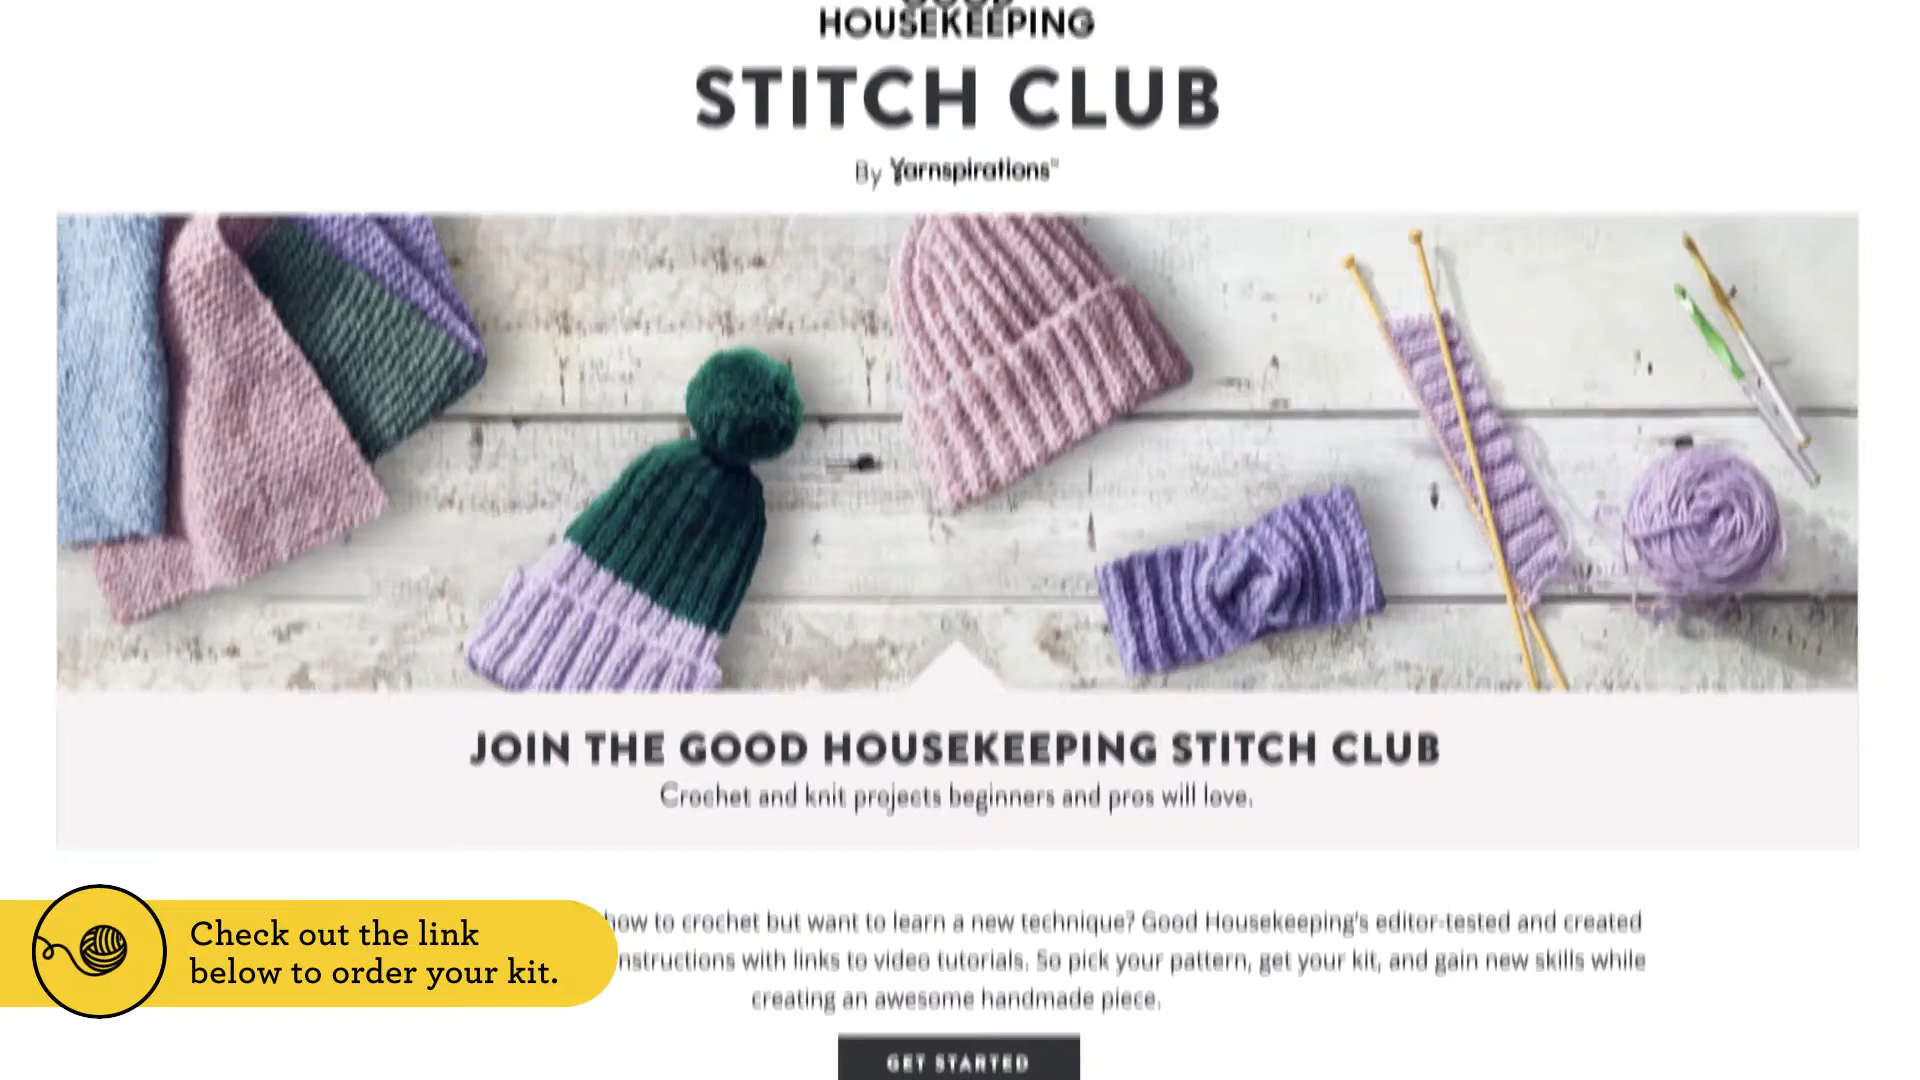 GOOD
HOUSEKEEPING
STITCH CLUB
By Yarnspirations™
JOIN THE GOOD HOUSEKEEPING STITCH CLUB
Crochet and knit projects beginners and pros will love.
how to crochet but want to learn a new technique? Good Housekeeping's editor-tested and created
instructions with links to video tutorials. So pick your pattern, get your kit, and gain new skills while
creating an awesome handmade piece.
GET STARTED
Check out the link
below to order your kit.